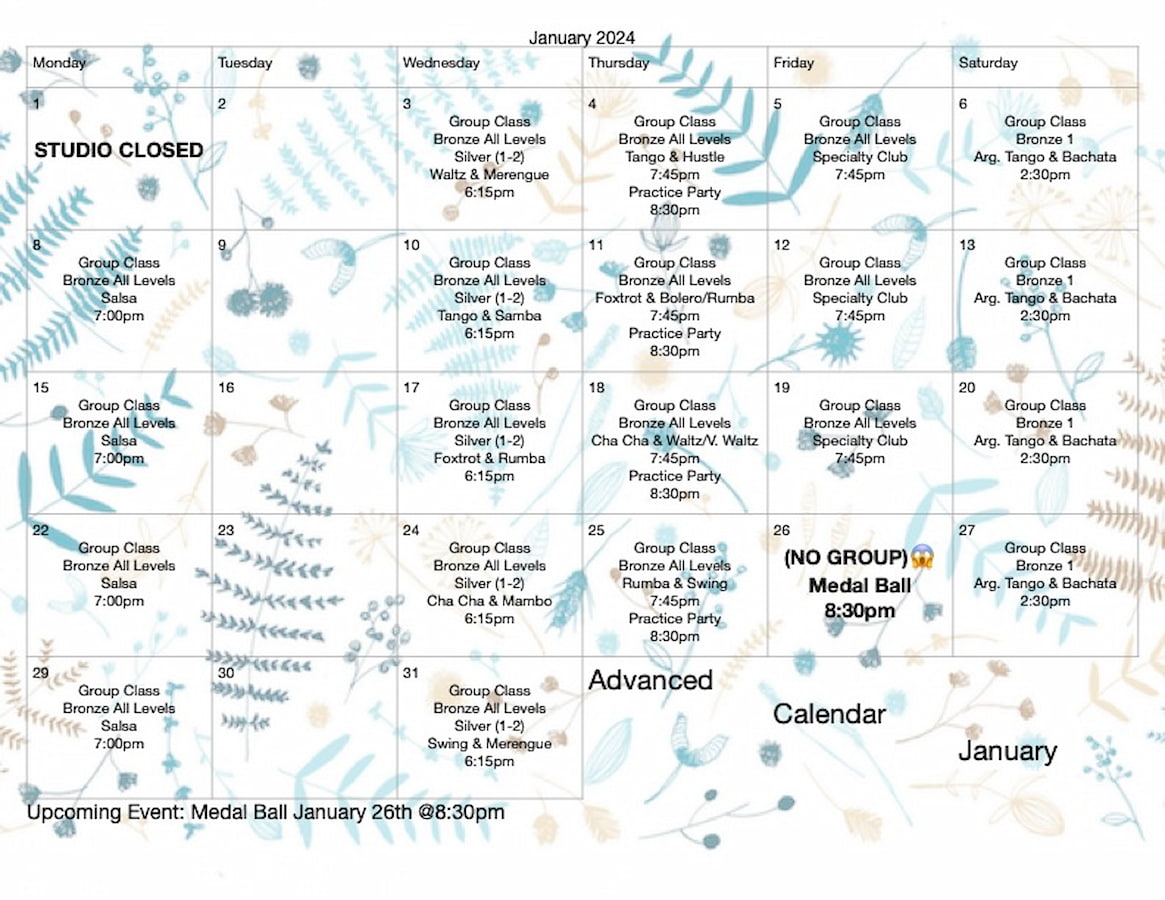 January 2024
Monday
Tuesday
Wednesday
Thursday
Friday
Saturday
1
STUDIO CLOSED
2
3
Group Class
Bronze All Levels
Silver (1-2)
Waltz & Merengue
6:15pm
4
Group Class
Bronze All Levels
Tango & Hustle
7:45pm
Practice Party
8:30pm
5
Group Class
Bronze All Levels
Specialty Club
7:45pm
6
Group Class
Bronze 1
Arg. Tango & Bachata
2:30pm
8
Group Class
Bronze All Levels
Salsa
7:00pm
9
10
Group Class
Bronze All Levels
Silver (1-2)
Tango & Samba
6:15pm
11
Group Class
Bronze All Levels
Foxtrot & Bolero/Rumba
7:45pm
Practice Party
8:30pm
12
Group Class
Bronze All Levels
Specialty Club
7:45pm
13
Group Class
Bronze 1
Arg. Tango & Bachata
2:30pm
15
Group Class
Bronze All Levels
Salsa
7:00pm
16
17
Group Class
Bronze All Levels
Silver (1-2)
Foxtrot & Rumba
6:15pm
18
Group Class
Bronze All Levels
Cha Cha & Waltz/V. Waltz
7:45pm
Practice Party
8:30pm
19
Group Class
Bronze All Levels
Specialty Club
7:45pm
20
Group Class
Bronze 1
Arg. Tango & Bachata
2:30pm
22
Group Class
Bronze All Levels
Salsa
7:00pm
23
24
Group Class
Bronze All Levels
Silver (1-2)
Cha Cha & Mambo
6:15pm
25
Group Class
Bronze All Levels
Rumba & Swing
7:45pm
Practice Party
8:30pm
26
(NO GROUP)😱
Medal Ball
8:30pm
27
Group Class
Bronze 1
Arg. Tango & Bachata
2:30pm
29
Group Class
Bronze All Levels
Salsa
7:00pm
30
31
Group Class
Bronze All Levels
Silver (1-2)
Swing & Merengue
6:15pm
Advanced
Calendar
January
Upcoming Event: Medal Ball January 26th @8:30pm